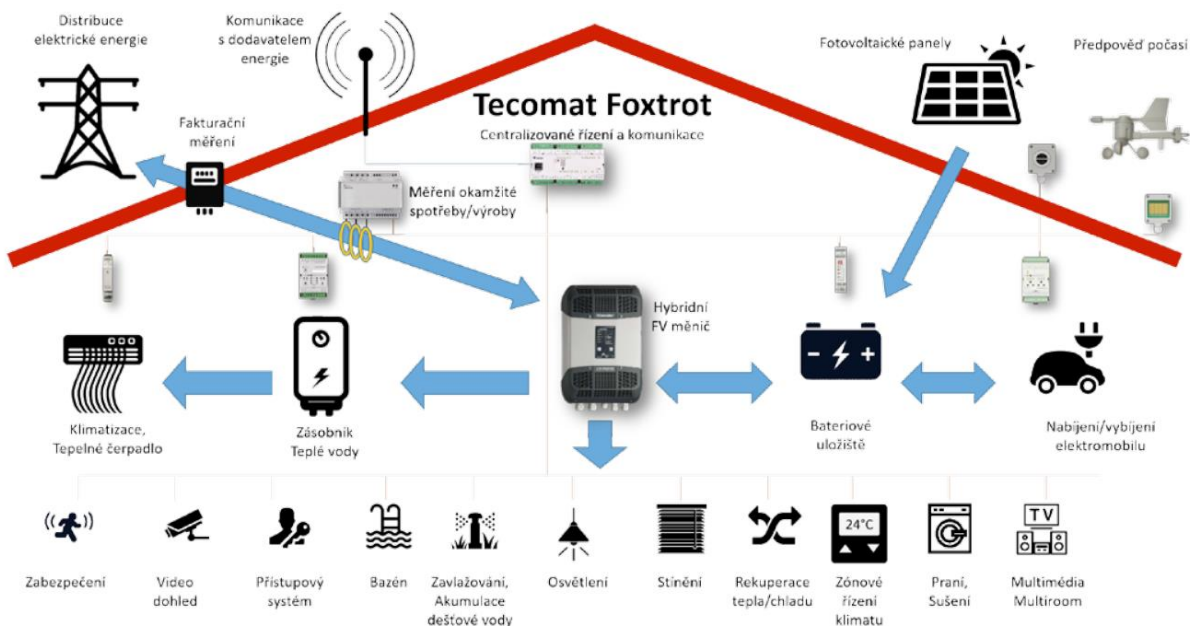 Distribuce
elektrické energie
Komunikace
s dodavatelem
energie
Fotovoltaické panely
Předpověď počasí
Tecomat Foxtrot
Centralizované řízení a komunikace
Fakturační
měření
Měření okamžité
spotřeby/výroby
Hybridní
FV měnič
Klimatizace,
Tepelné čerpadlo
Zásobník
Teplé vody
Bateriové
uložiště
Nabíjení/vybíjení
elektromobilu
24°C
TV
Zabezpečení
Video
dohled
Přístupový
systém
Bazén
Zavlažování,
Akumulace
dešťové vody
Osvětlení
Stínění
Rekuperace
tepla/chladu
Zónové
řízení
klimatu
Praní,
Sušení
Multimédia
Multiroom